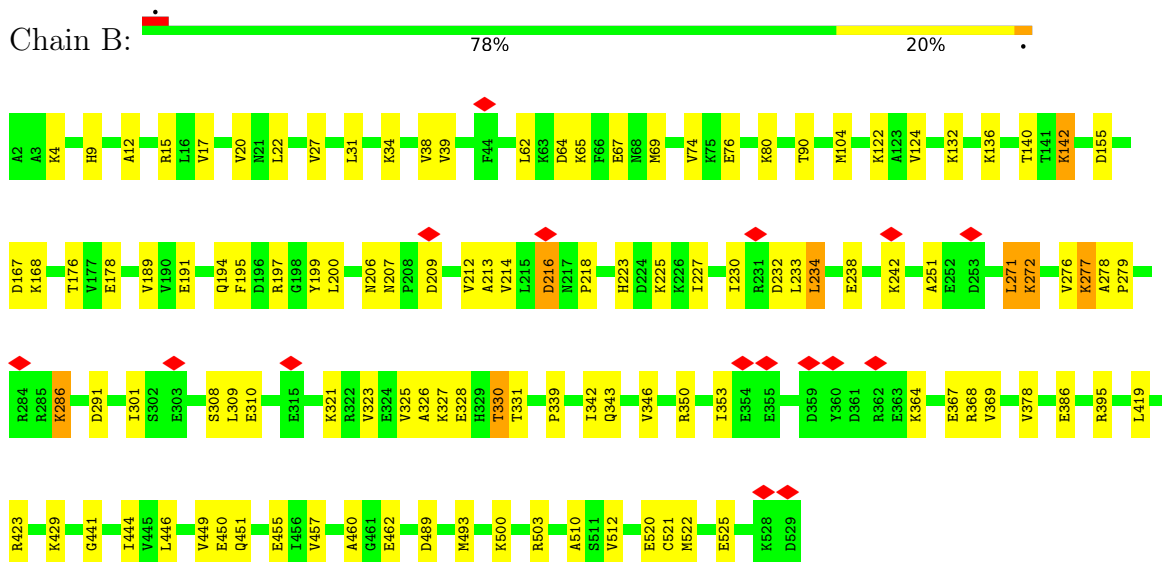 Chain B:
78% 20%
A2 A3 K4 H9 A12 R15 L16 V17 V20 N21 L22 V27 L31 K34 V38 V39 F44 L62 K63 D64 K65 F66 E67 N68 M69 V74 K75 E76 K80 T90 M104 K122 A123 V124 K132 K136 T140 T141 K142 D155
D167 K168 T176 V177 E178 V189 V190 E191 Q194 F195 D196 R197 G198 Y199 L200 N206 N207 P208 D209 V212 A213 V214 L215 D216 N217 P218 H223 D224 K225 K226 I227 I230 R231 D232 L233 L234 E238 K242 A251 E252 D253 L271 K272 V276 K277 A278 P279
R284 R285 K286 D291 I301 S302 E303 S308 L309 E310 E315 K321 R322 V323 E324 V325 A326 K327 E328 H329 T330 T331 P339 I342 Q343 V346 R350 I353 E354 E355 D359 Y360 D361 R362 E363 K364 E367 R368 V369 V378 E386 R395 L419
R423 K429 G441 I444 V445 L446 V449 E450 Q451 E455 I456 V457 A460 G461 E462 D489 M493 K500 R503 A510 S511 V512 E520 C521 M522 E525 K528 D529